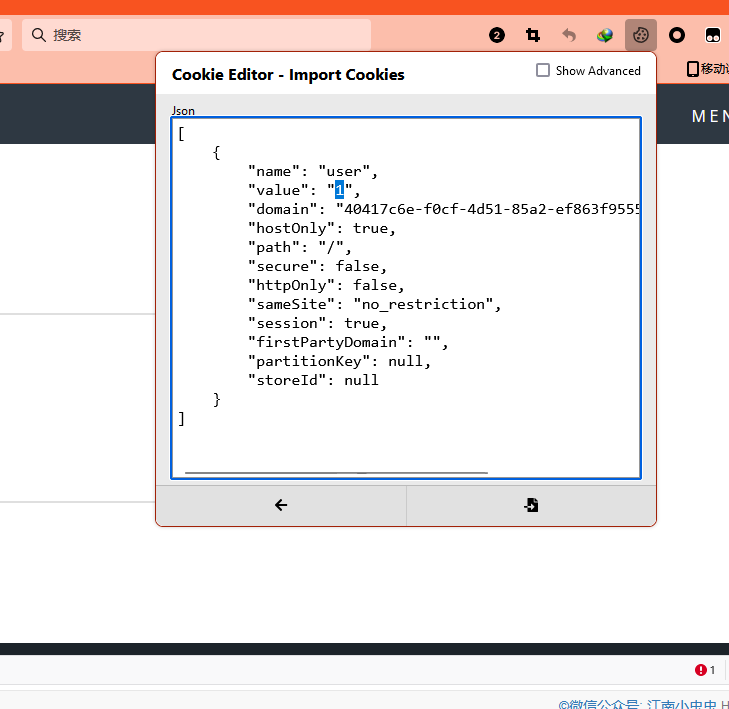 搜索
2
移动
Cookie Editor - Import Cookies
Show Advanced
MEN
Json
[
{
"name": "user",
"value": "1",
"domain": "40417c6e-f0cf-4d51-85a2-ef863f9555
"hostOnly": true,
"path": "/",
"secure": false,
"httpOnly": false,
"sameSite": "no_restriction",
"session": true,
"firstPartyDomain": "",
"partitionKey": null,
"storeId": null
}
]
1
©微信公众号: 江南小虫虫 H